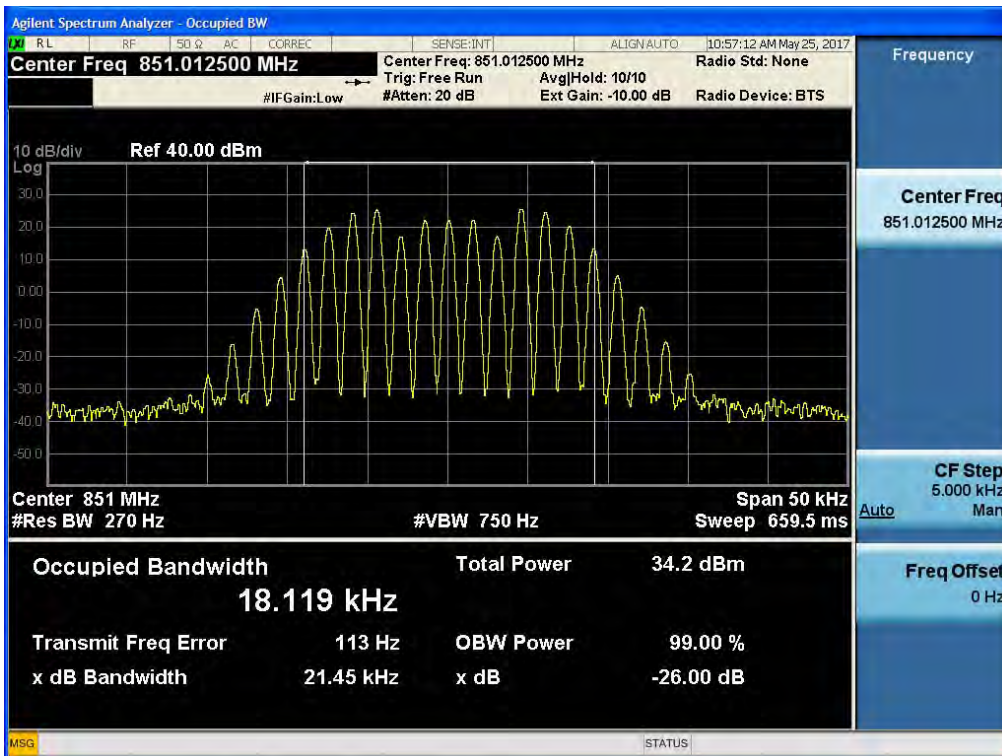 Agilent Spectrum Analyzer - Occupied BW
LXI RL RF 50 Ω AC CORREC SENSE:INT ALIGN AUTO 10:57:12 AM May 25, 2017
Center Freq 851.012500 MHz
Center Freq: 851.012500 MHz Radio Std: None
Trig: Free Run Avg|Hold: 10/10
#IFGain:Low #Atten: 20 dB Ext Gain: -10.00 dB Radio Device: BTS
10 dB/div Ref 40.00 dBm
Log
30.0
20.0
10.0
0.00
-10.0
-20.0
-30.0
-40.0
-50.0
Center 851 MHz Span 50 kHz
#Res BW 270 Hz #VBW 750 Hz Sweep 659.5 ms
Occupied Bandwidth Total Power 34.2 dBm
18.119 kHz
Transmit Freq Error 113 Hz OBW Power 99.00 %
x dB Bandwidth 21.45 kHz x dB -26.00 dB
MSG STATUS
Frequency
Center Freq
851.012500 MHz
CF Step
5.000 kHz
Auto Man
Freq Offset
0 Hz